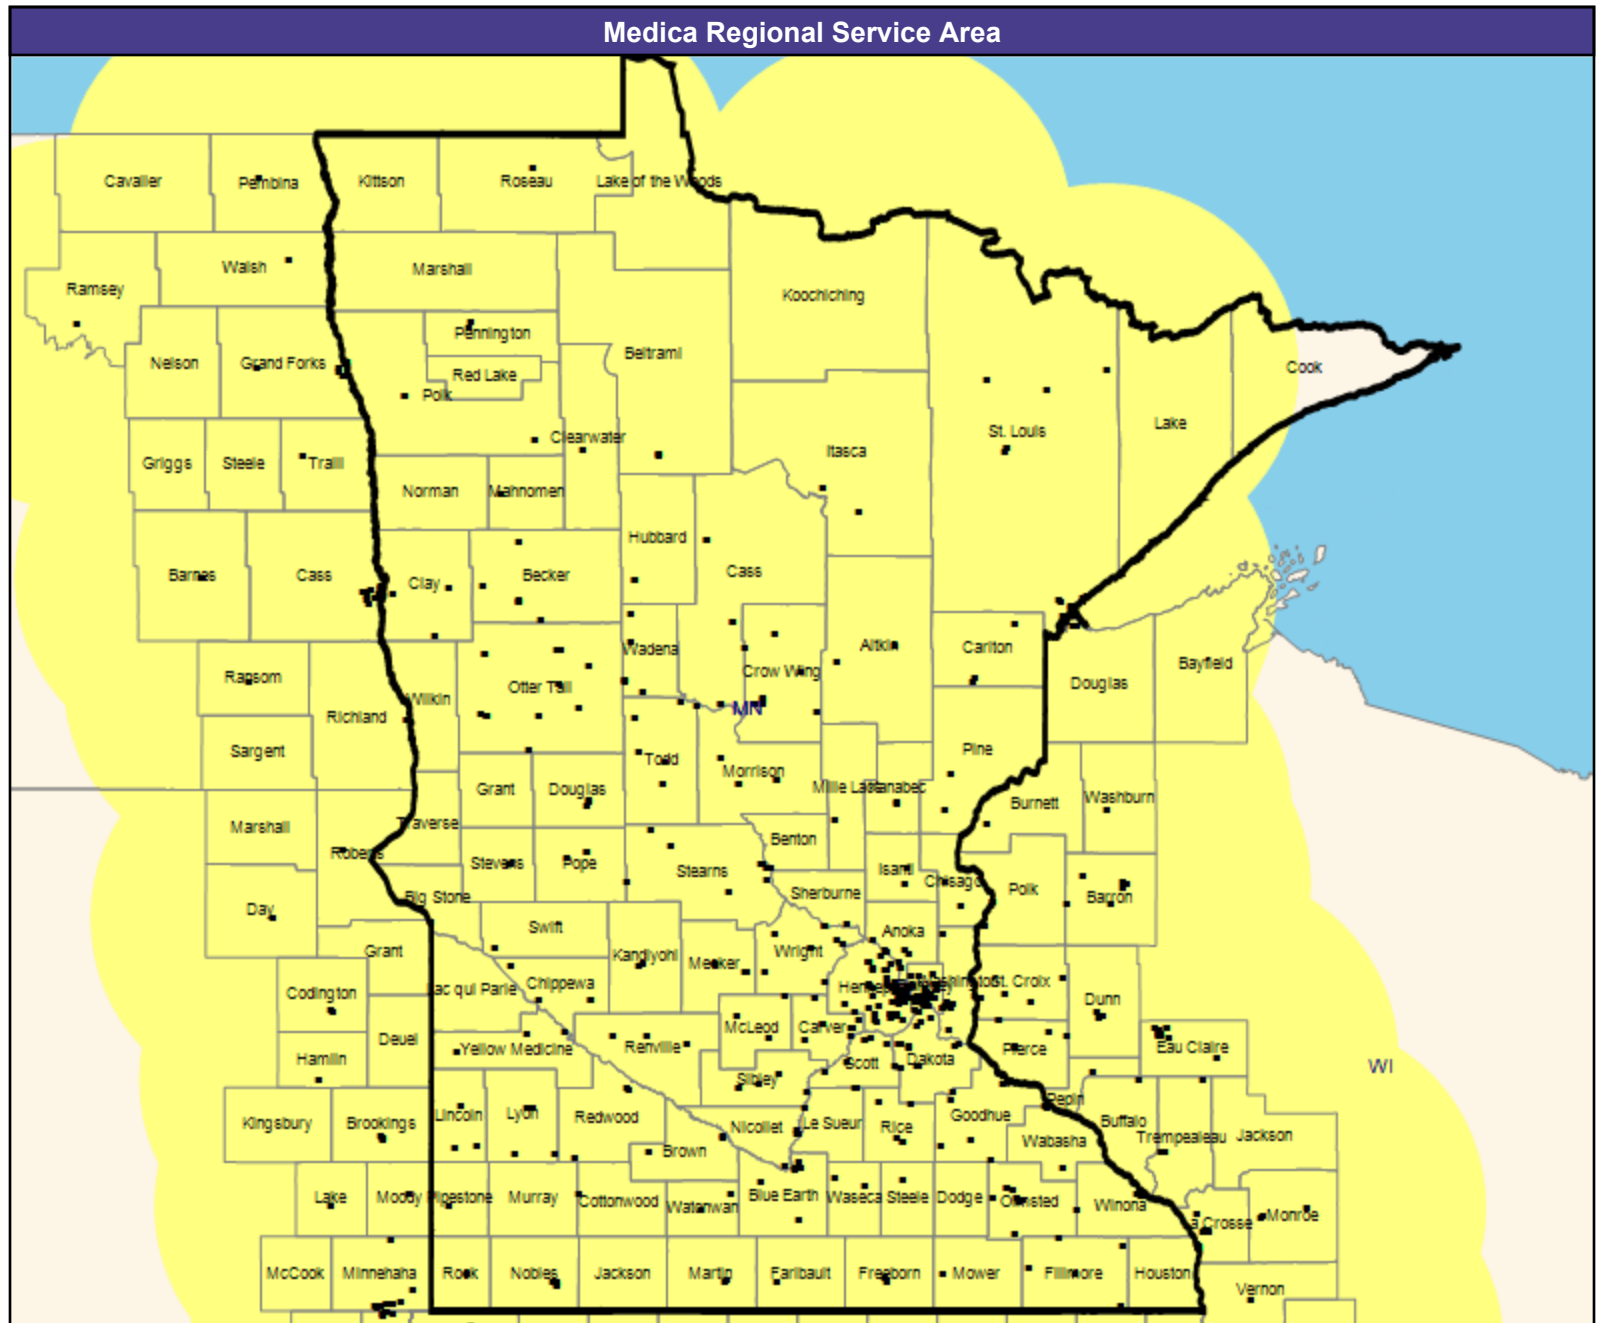 Medica Regional Service Area
Cavalier
Pembina
Kittson
Roseau
Lake of the Woods
Walsh
Marshall
Ramsey
Koochiching
Pennington
Nelson
Grand Forks
Beltrami
Red Lake
Cook
Polk
Lake
St. Louis
Clearwater
Itasca
Griggs
Steele
Traill
Norman
Mahnomen
Hubbard
Barnes
Cass
Clay
Becker
Cass
Wadena
Aitkin
Carlton
Bayfield
Crow Wing
Ransom
Otter Tail
Douglas
Wilkin
MN
Richland
Sargent
Todd
Pine
Morrison
Grant
Douglas
Mille Lacs
Kanabec
Burnett
Washburn
Marshall
Traverse
Benton
Roberts
Stevens
Pope
Stearns
Isanti
Chisago
Sherburne
Polk
Barron
Big Stone
Day
Swift
Anoka
Grant
Kandiyohi
Meeker
Wright
Codington
Lac qui Parle
Chippewa
Hennepin
Washington
St. Croix
Dunn
McLeod
Carver
Deuel
Yellow Medicine
Renville
Hamlin
Scott
Dakota
Pierce
Eau Claire
WI
Sibley
Pepin
Kingsbury
Brookings
Lincoln
Lyon
Redwood
Nicollet
Le Sueur
Rice
Goodhue
Buffalo
Trempealeau
Jackson
Wabasha
Brown
Lake
Moody
Pipestone
Murray
Cottonwood
Watonwan
Blue Earth
Waseca
Steele
Dodge
Olmsted
Winona
La Crosse
Monroe
McCook
Minnehaha
Rock
Nobles
Jackson
Martin
Faribault
Freeborn
Mower
Fillmore
Houston
Vernon